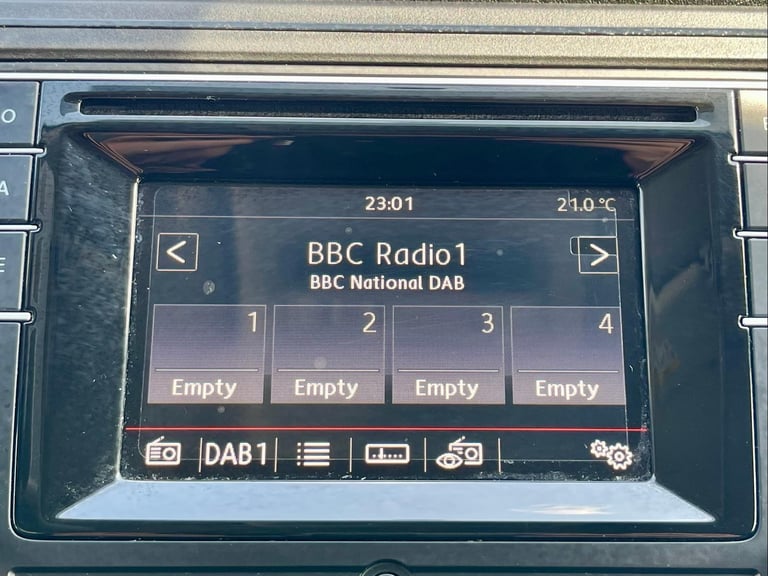 23:01 21.0 °C
< BBC Radio1 >
BBC National DAB
1 2 3 4
Empty Empty Empty Empty
DAB1